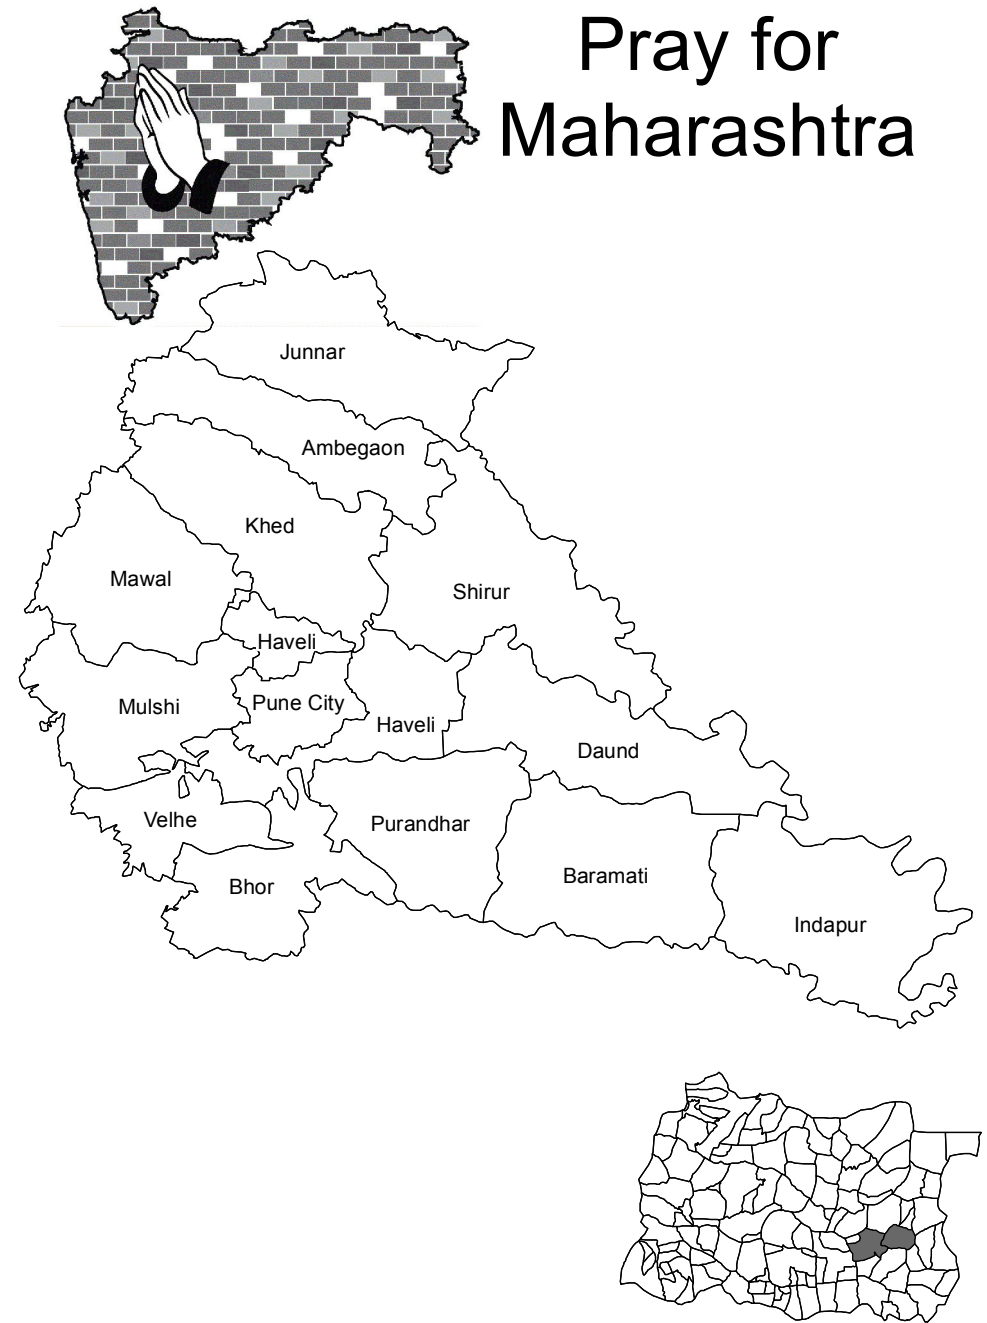 Pray for
Maharashtra
Junnar
Ambegaon
Khed
Mawal
Shirur
Haveli
Mulshi
Pune City
Haveli
Daund
Velhe
Purandhar
Baramati
Bhor
Indapur